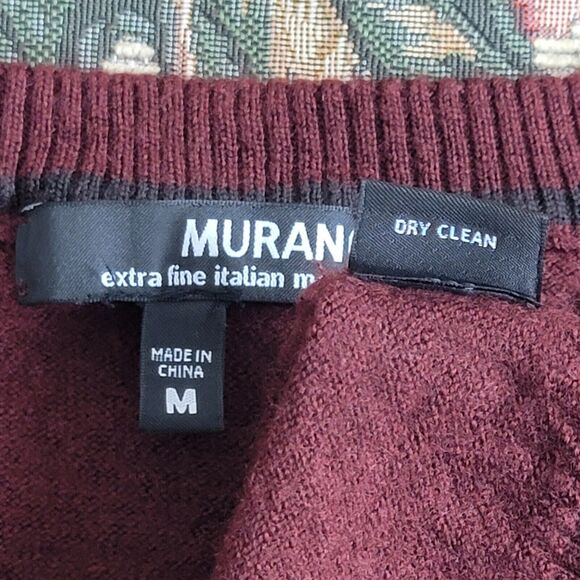 MURAN
extra fine italian m
DRY CLEAN
MADE IN
CHINA
M